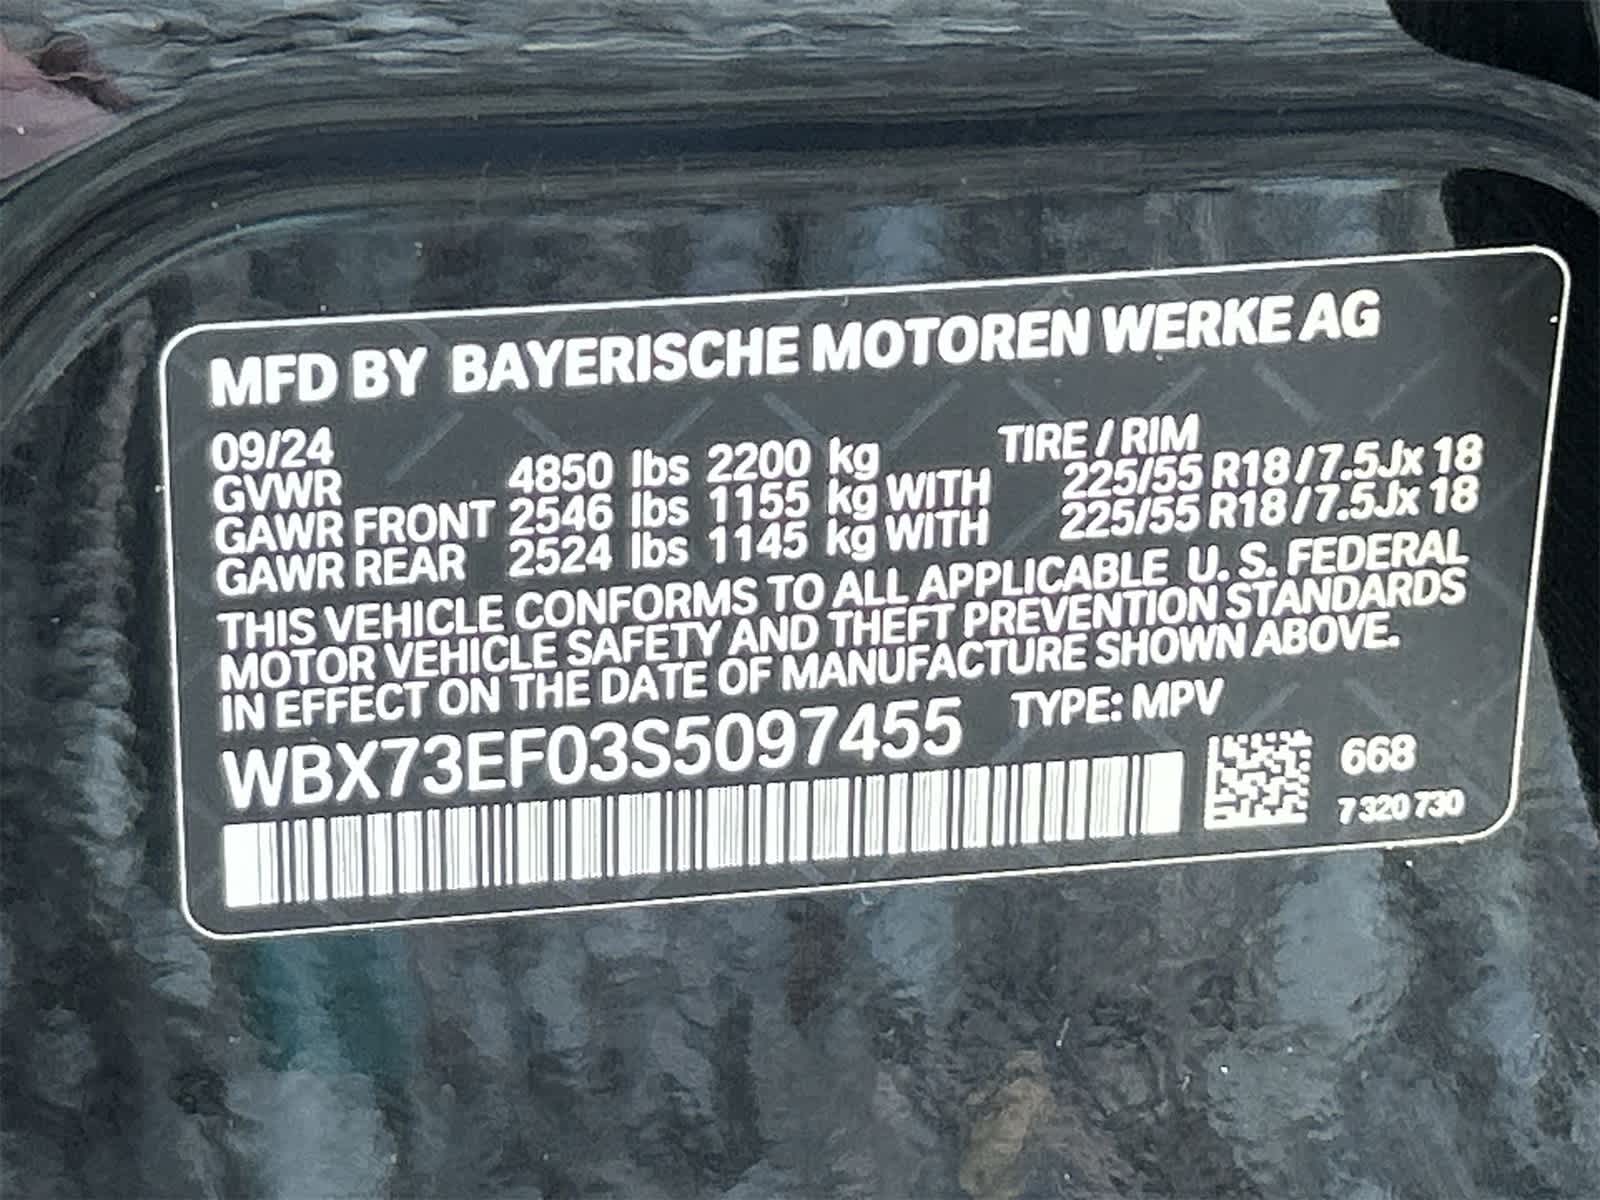 MFD BY BAYERISCHE MOTOREN WERKE AG
09/24 TIRE / RIM
GVWR 4850 lbs 2200 kg
GAWR FRONT 2546 lbs 1155 kg WITH 225/55 R18/7.5Jx 18
GAWR REAR 2524 lbs 1145 kg WITH 225/55 R18/7.5Jx 18
THIS VEHICLE CONFORMS TO ALL APPLICABLE U. S. FEDERAL
MOTOR VEHICLE SAFETY AND THEFT PREVENTION STANDARDS
IN EFFECT ON THE DATE OF MANUFACTURE SHOWN ABOVE.
WBX73EF03S5097455 TYPE: MPV
668
7 320 730